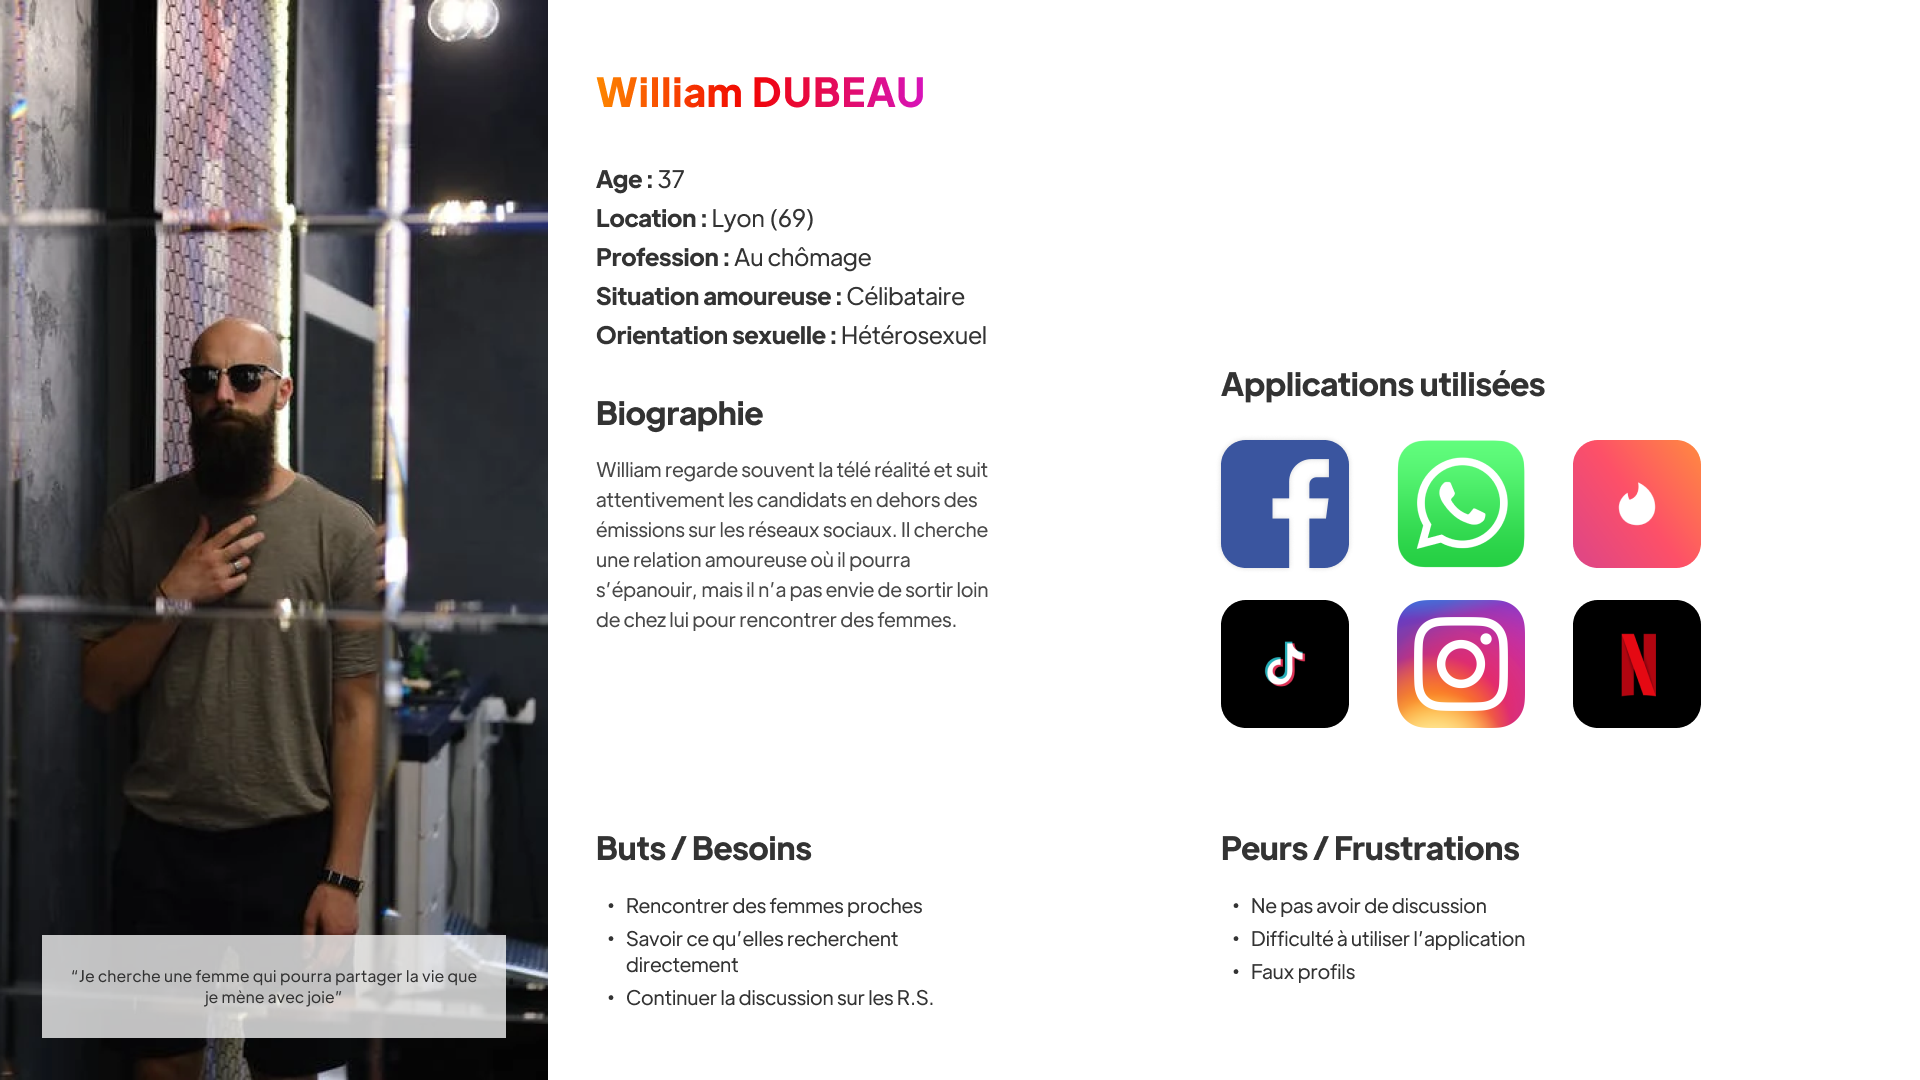 William DUBEAU
Age : 37
Location : Lyon (69)
Profession : Au chômage
Situation amoureuse : Célibataire
Orientation sexuelle : Hétérosexuel
Biographie
William regarde souvent la télé réalité et suit
attentivement les candidats en dehors des
émissions sur les réseaux sociaux. Il cherche
une relation amoureuse où il pourra
s’épanouir, mais il n’a pas envie de sortir loin
de chez lui pour rencontrer des femmes.
Applications utilisées
Buts / Besoins
• Rencontrer des femmes proches
• Savoir ce qu’elles recherchent
directement
• Continuer la discussion sur les R.S.
Peurs / Frustrations
• Ne pas avoir de discussion
• Difficulté à utiliser l’application
• Faux profils
“Je cherche une femme qui pourra partager la vie que
je mène avec joie”